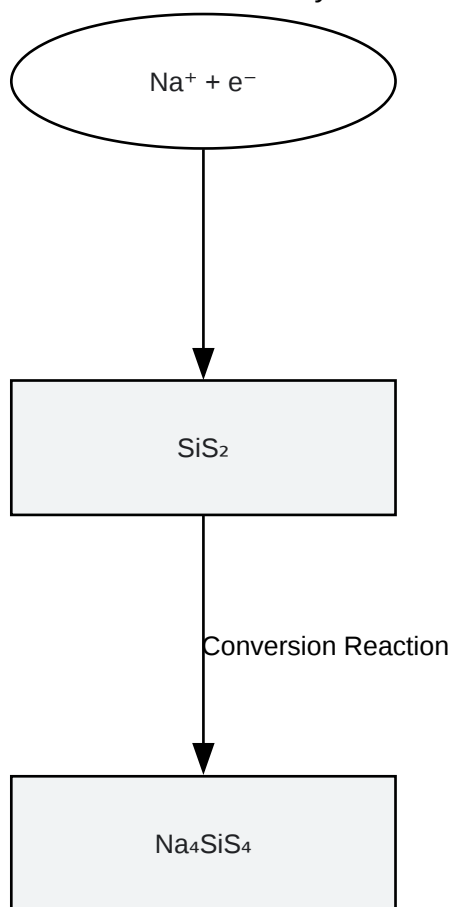 Na⁺ + e⁻
SiS₂
Conversion Reaction
Na₄SiS₄